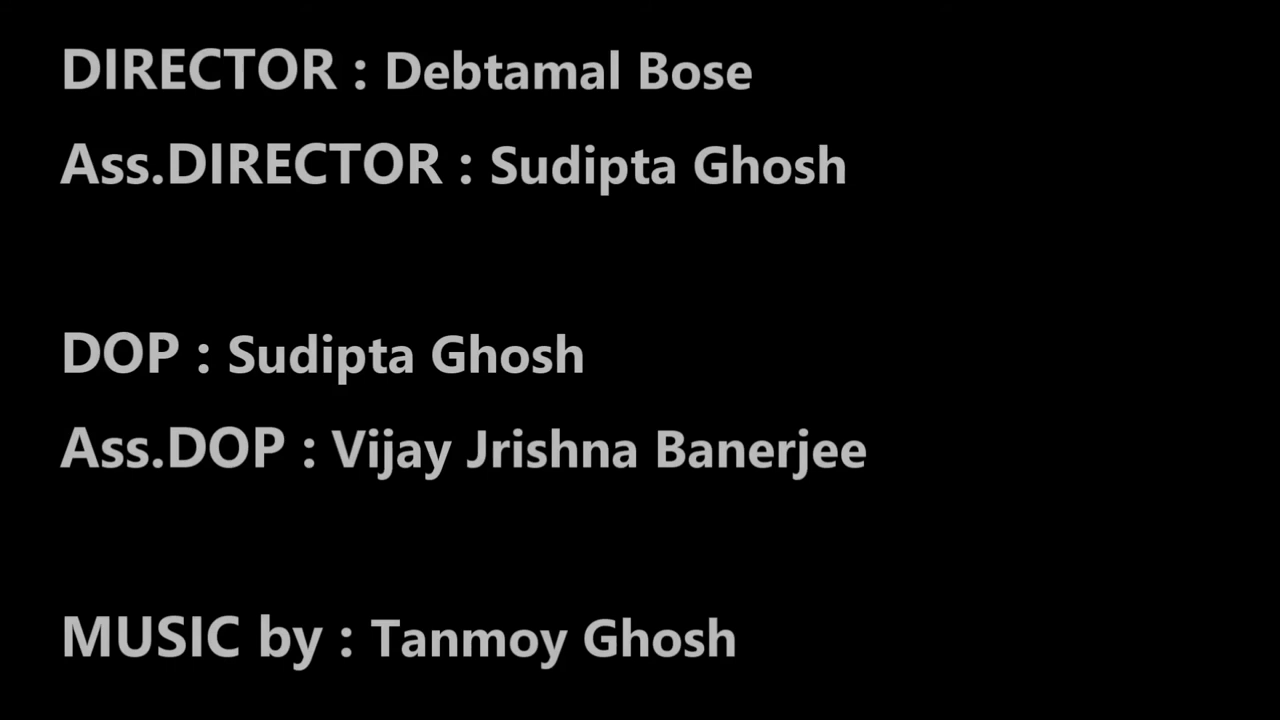 DIRECTOR : Debtamal Bose
Ass.DIRECTOR : Sudipta Ghosh
DOP : Sudipta Ghosh
Ass.DOP : Vijay Jrishna Banerjee
MUSIC by : Tanmoy Ghosh